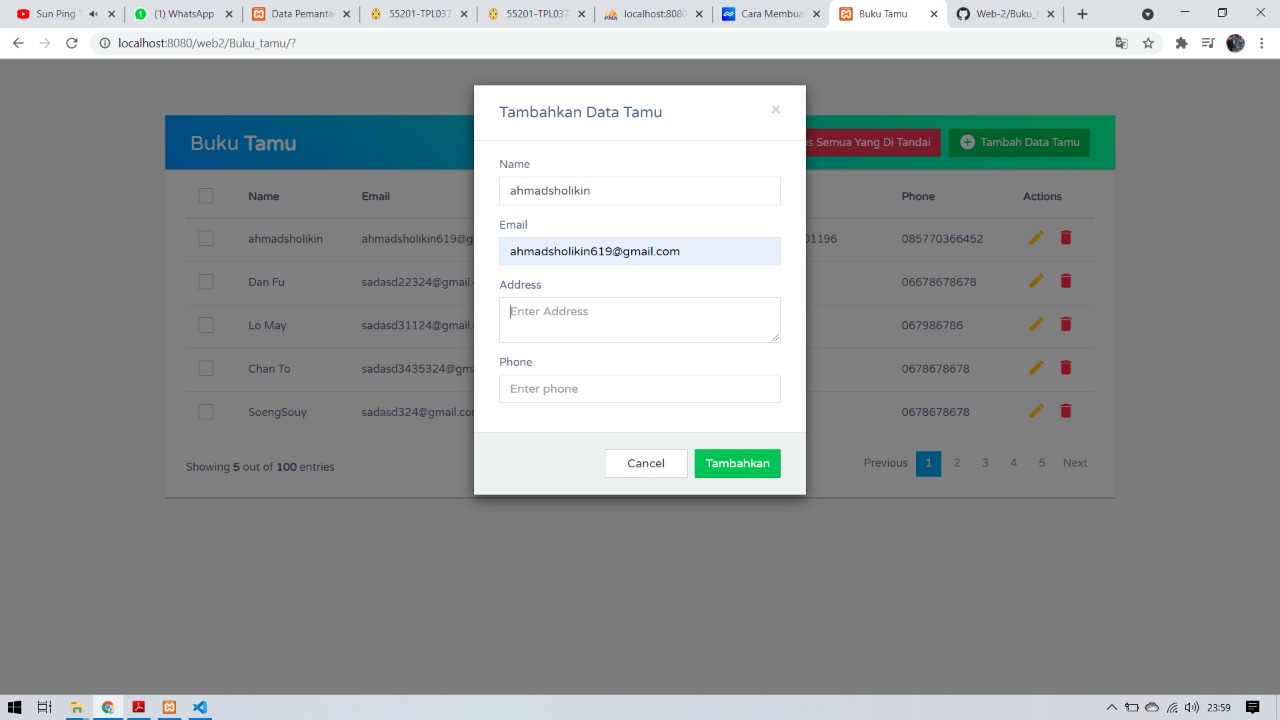 Sun Ping T
(1) WhatsApp
Data Pemanta
55201-TPL037
55201-TPL037
localhost:8080
Cara Membua
Buku Tamu
Web-2/Buku_t
localhost:8080/web2/Buku_tamu/?
Tambahkan Data Tamu
Buku Tamu
s Semua Yang Di Tandai
Tambah Data Tamu
Name
ahmadsholikin
Email
ahmadsholikin619@gmail.com
Address
Enter Address
Phone
Enter phone
Cancel
Tambahkan
Name Email Phone Actions
ahmadsholikin ahmadsholikin619@g 01196 085770366452
Dan Fu sadasd22324@gmail. 06678678678
Lo May sadasd31124@gmail. 067986786
Chan To sadasd3435324@gma 0678678678
SoengSouy sadasd324@gmail.co 0678678678
Showing 5 out of 100 entries
Previous 1 2 3 4 5 Next
23:59